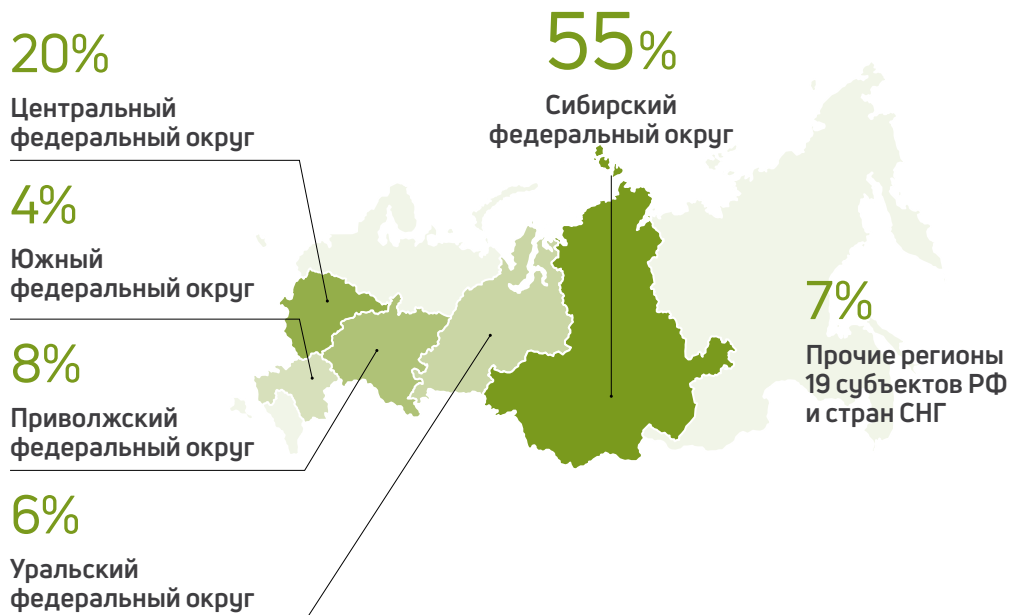 20%
Центральный
федеральный округ
4%
Южный
федеральный округ
8%
Приволжский
федеральный округ
6%
Уральский
федеральный округ
55%
Сибирский
федеральный округ
7%
Прочие регионы
19 субъектов РФ
и стран СНГ